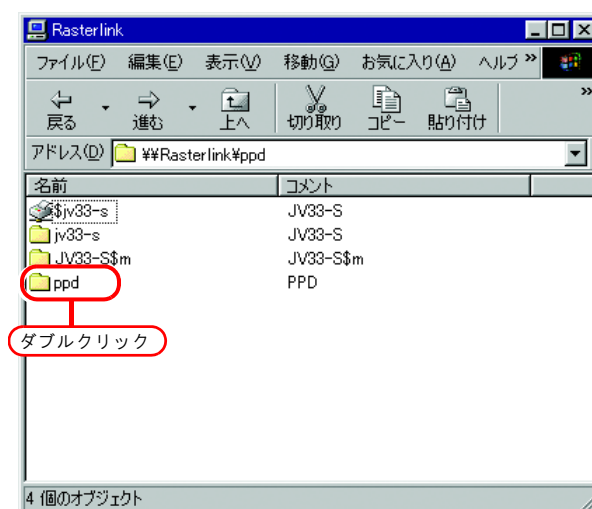 Rasterlink
ファイル(F) 編集(E) 表示(V) 移動(G) お気に入り(A) ヘルプ »
戻る 進む 上へ 切り取り コピー 貼り付け »
アドレス(D) ¥¥Rasterlink¥ppd
名前 コメント
$jv33-s JV33-S
jv33-s JV33-S
JV33-S$m JV33-S$m
ppd PPD
ダブルクリック
4 個のオブジェクト